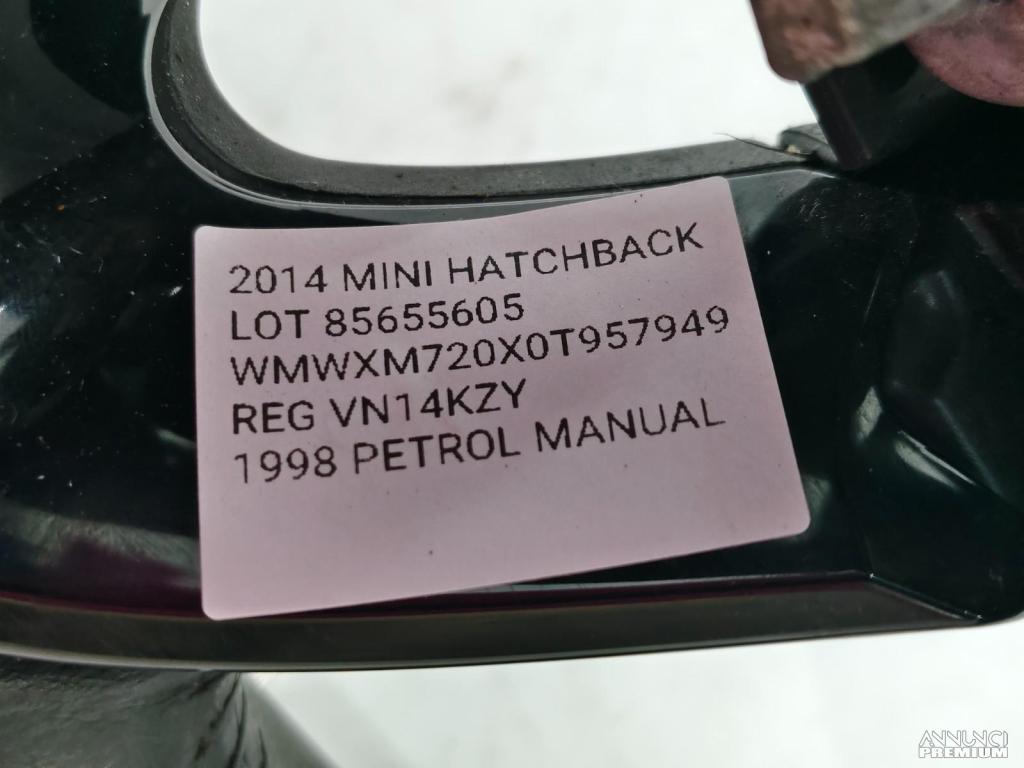 2014 MINI HATCHBACK
LOT 85655605
WMWXM720X0T957949
REG VN14KZY
1998 PETROL MANUAL
ANNUNCI
PREMIUM